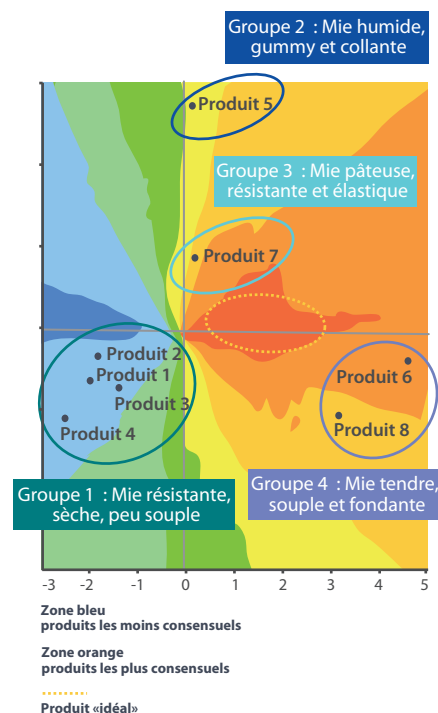 Groupe 2 : Mie humide,
gummy et collante
Produit 5
Groupe 3 : Mie pâteuse,
résistante et élastique
Produit 7
Produit 2
Produit 1
Produit 3
Produit 4
Produit 6
Produit 8
Groupe 1 : Mie résistante,
sèche, peu souple
Groupe 4 : Mie tendre,
souple et fondante
-3 -2 -1 0 1 2 3 4 5
Zone bleu
produits les moins consensuels
Zone orange
produits les plus consensuels
Produit «idéal»